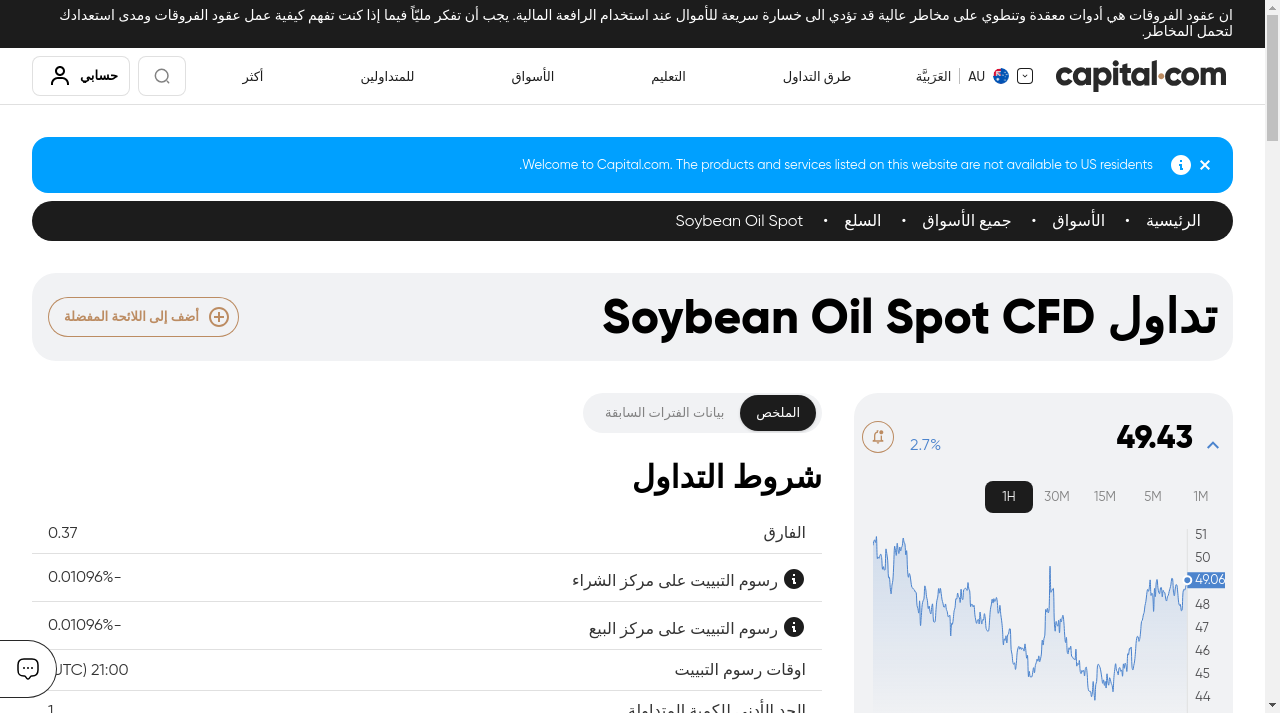 ان عقود الفروقات هي أدوات معقدة وتنطوي على مخاطر عالية قد تؤدي الى خسارة سريعة للأموال عند استخدام الرافعة المالية. يجب أن تفكر مليّاً فيما إذا كنت تفهم كيفية عمل عقود الفروقات ومدى استعدادك
لتحمل المخاطر.
capital.com
AU
العَرَبيَّة
طرق التداول
التعليم
الأسواق
للمتداولين
أكثر
حسابي
Welcome to Capital.com. The products and services listed on this website are not available to US residents.
الرئيسية • الأسواق • جميع الأسواق • السلع • Soybean Oil Spot
تداول Soybean Oil Spot CFD
أضف إلى اللائحة المفضلة
49.43
2.7%
1M
5M
15M
30M
1H
51
50
49.06
48
47
46
45
44
الملخص
بيانات الفترات السابقة
شروط التداول
الفارق 0.37
رسوم التبييت على مركز الشراء -0.01096%
رسوم التبييت على مركز البيع -0.01096%
اوقات رسوم التبييت 21:00 (UTC)
الحد الأدنى للكمية المتداولة 1